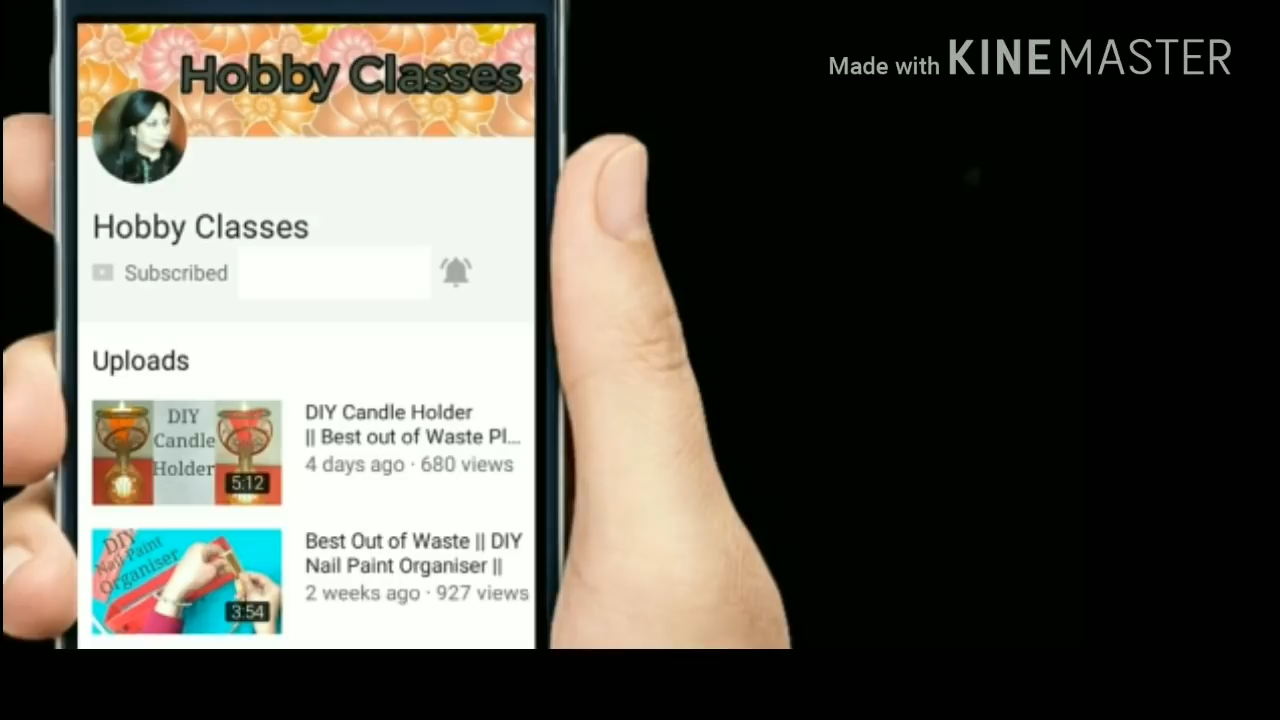 Made with KINEMASTER
Hobby Classes
Hobby Classes
Subscribed
Uploads
DIY
Candle
Holder
5:12
DIY Candle Holder
|| Best out of Waste Pl...
4 days ago · 680 views
DIY
Nail Paint
Organiser
3:54
Best Out of Waste || DIY
Nail Paint Organiser ||
2 weeks ago · 927 views